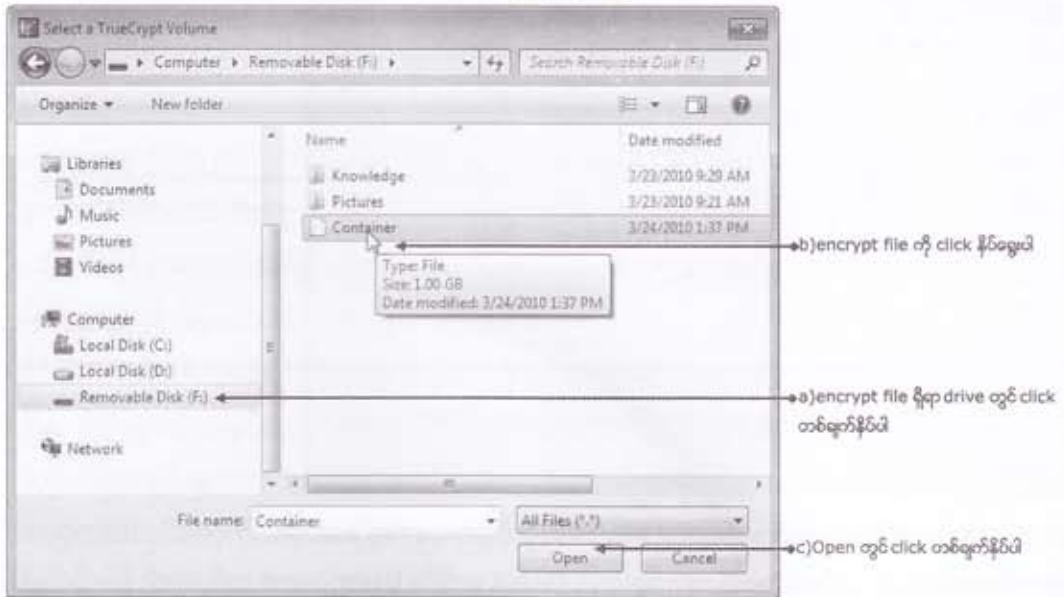 Select a TrueCrypt Volume
Computer ▸ Removable Disk (F:) ▸
Search Removable Disk (F:)
Organize
New folder
Name
Date modified
Libraries
Documents
Music
Pictures
Videos
Computer
Local Disk (C:)
Local Disk (D:)
Removable Disk (F:)
Network
Knowledge
3/23/2010 9:29 AM
Pictures
3/23/2010 9:21 AM
Container
3/24/2010 1:37 PM
Type: File
Size: 1.00 GB
Date modified: 3/24/2010 1:37 PM
b)encrypt file ကို click နှိပ်ရွေးပါ
a)encrypt file ရှိရာ drive တွင် click
တစ်ချက်နှိပ်ပါ
File name: Container
All Files (*.*)
Open
Cancel
c)Open တွင် click တစ်ချက်နှိပ်ပါ